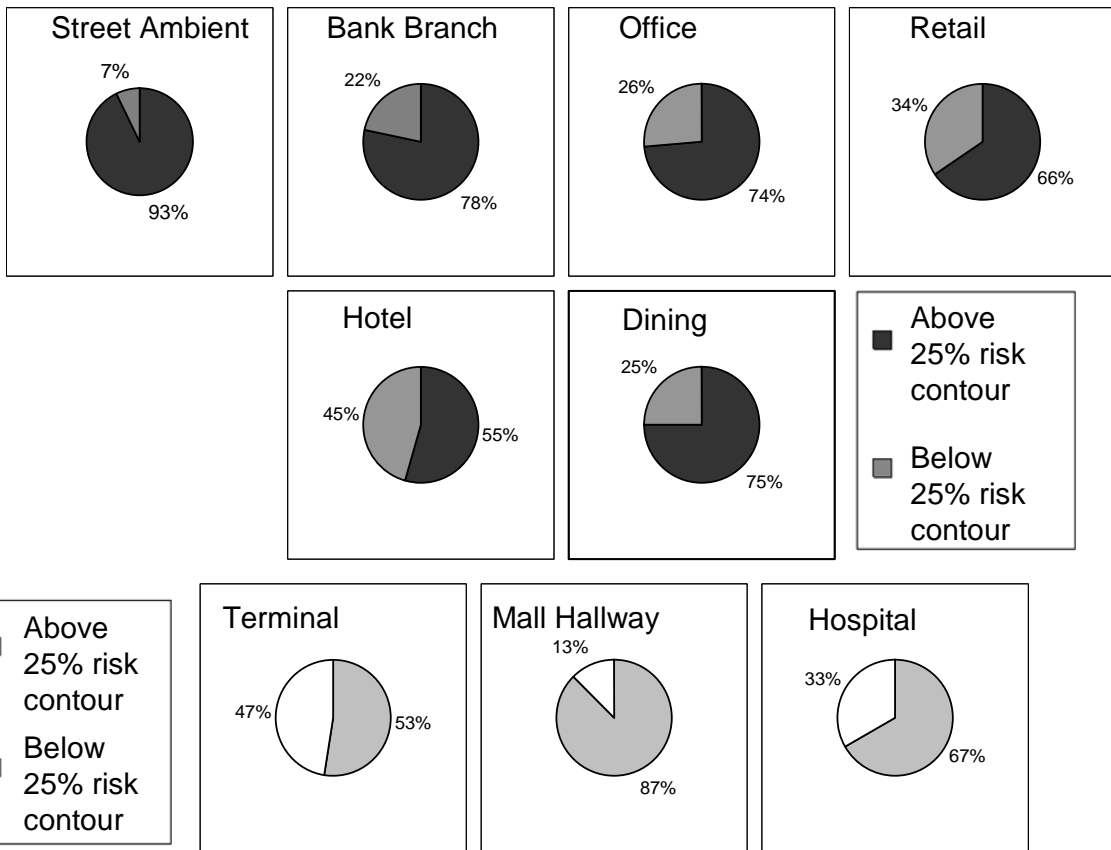 Street Ambient
7%
93%
Bank Branch
22%
78%
Office
26%
74%
Retail
34%
66%
Hotel
45%
55%
Dining
25%
75%
Above
25% risk
contour
Below
25% risk
contour
Above
25% risk
contour
Below
25% risk
contour
Terminal
47%
53%
Mall Hallway
13%
87%
Hospital
33%
67%